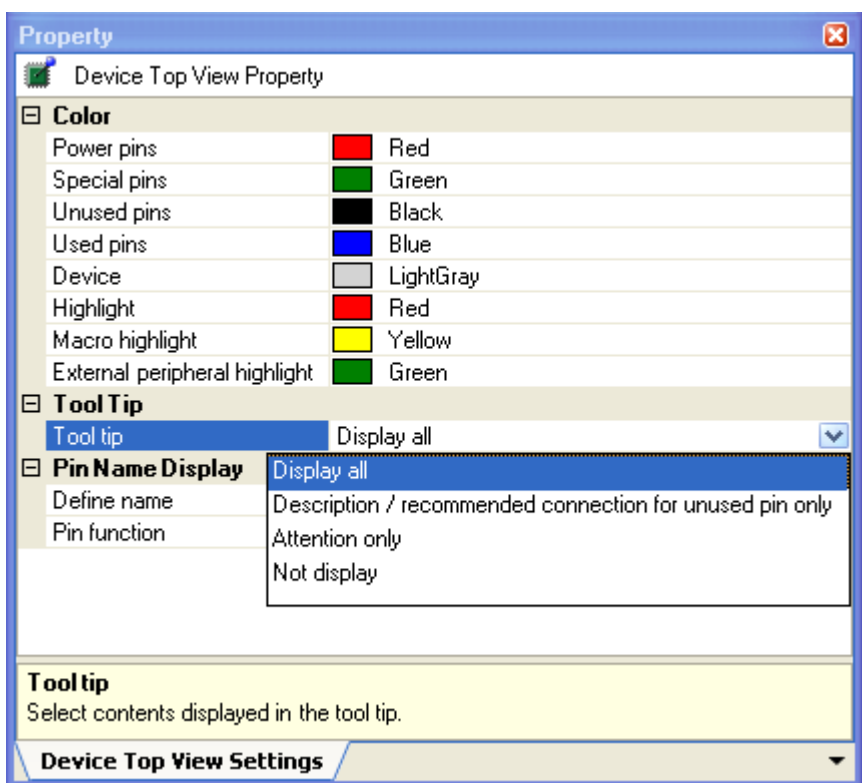 Property
Device Top View Property
Color
Power pins Red
Special pins Green
Unused pins Black
Used pins Blue
Device LightGray
Highlight Red
Macro highlight Yellow
External peripheral highlight Green
Tool Tip
Tool tip Display all
Pin Name Display
Display all
Define name
Description / recommended connection for unused pin only
Pin function
Attention only
Not display
Tool tip
Select contents displayed in the tool tip.
Device Top View Settings